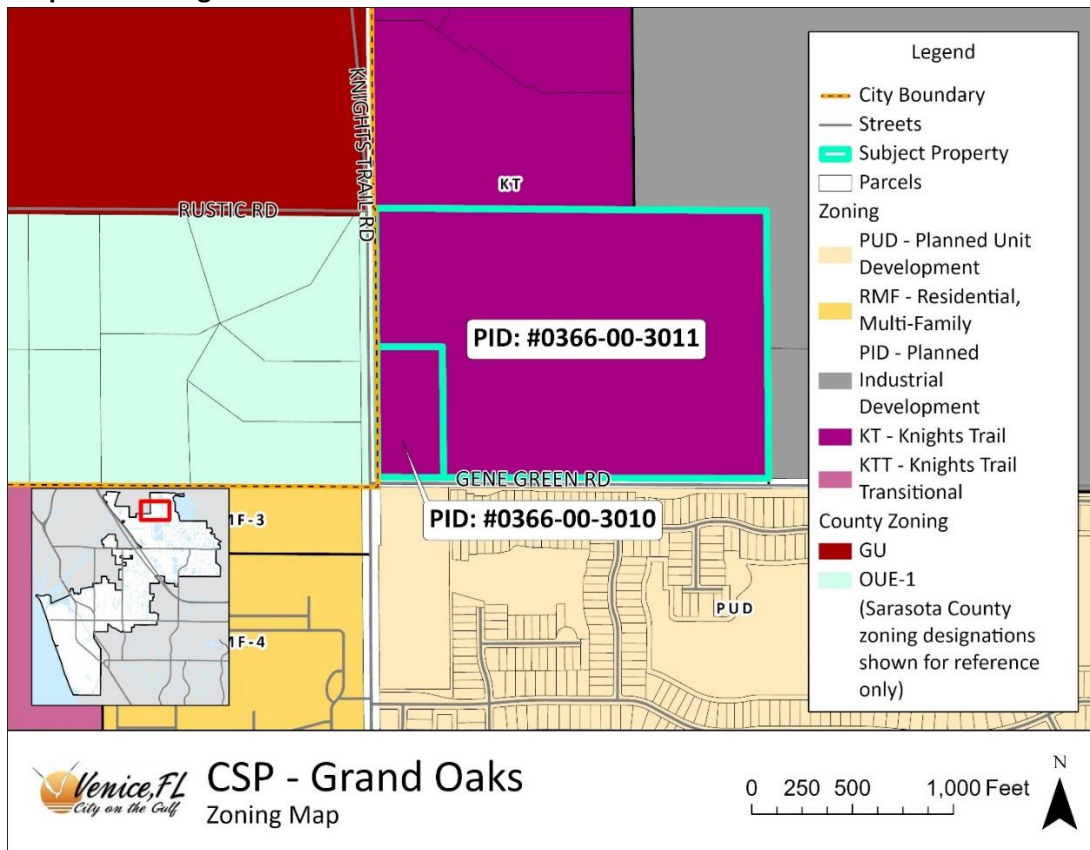 KNIGHTS TRAIL RD
RUSTIC RD
KT
PID: #0366-00-3011
GENE GREEN RD
PID: #0366-00-3010
MF-3
MF-4
PUD
Legend
City Boundary
Streets
Subject Property
Parcels
Zoning
PUD - Planned Unit
Development
RMF - Residential,
Multi-Family
PID - Planned
Industrial
Development
KT - Knights Trail
KTT - Knights Trail
Transitional
County Zoning
GU
OUE-1
(Sarasota County
zoning designations
shown for reference
only)
Venice, FL
City on the Gulf
CSP - Grand Oaks
Zoning Map
0 250 500 1,000 Feet
N